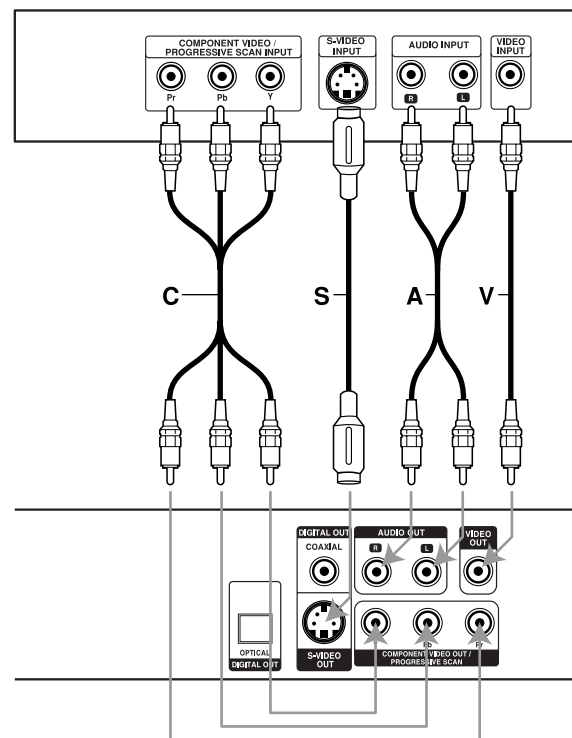 COMPONENT VIDEO /
PROGRESSIVE SCAN INPUT
Pr Pb Y
S-VIDEO
INPUT
AUDIO INPUT
R L
VIDEO
INPUT
C S A V
DIGITAL OUT
COAXIAL
AUDIO OUT
R L
VIDEO
OUT
OPTICAL
DIGITAL OUT
S-VIDEO
OUT
Pb Pr
COMPONENT VIDEO OUT /
PROGRESSIVE SCAN